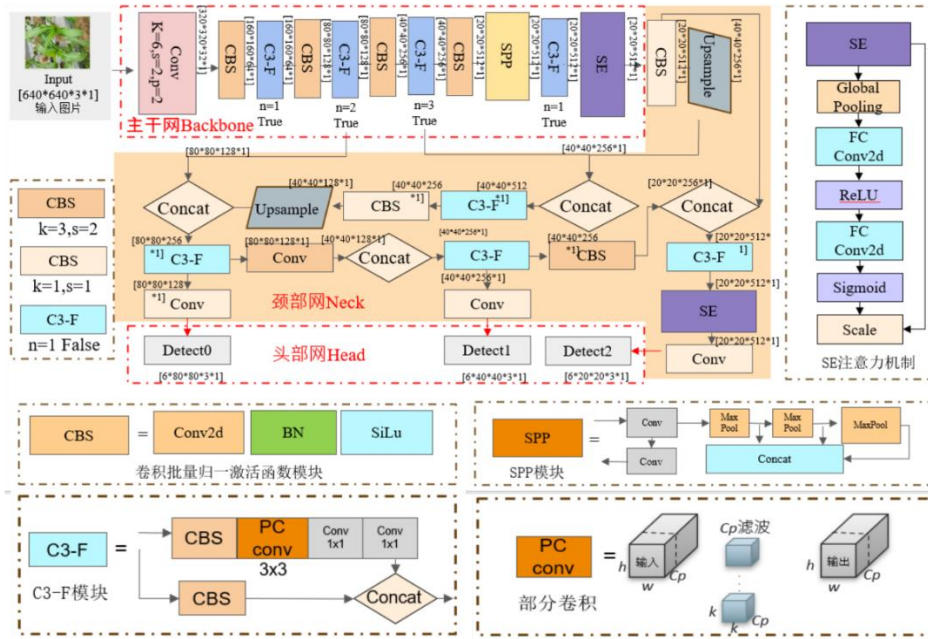 Input
[640*640*3*1]
输入图片
Conv
K=6,s=2,p=2
[320*320*32*1]
CBS
[160*160*64*1]
C3-F
n=1
True
[160*160*64*1]
CBS
[80*80*128*1]
C3-F
n=2
True
[80*80*128*1]
CBS
[40*40*256*1]
C3-F
n=3
True
[40*40*256*1]
CBS
[20*20*512*1]
SPP
[20*20*512*1]
C3-F
n=1
True
[20*20*512*1]
SE
[20*20*512*1]
CBS
[20*20*512*1]
Upsample
[40*40*256*1]
主干网Backbone
[80*80*128*1]
[40*40*256*1]
Concat
[40*40*128*1]
Upsample
[40*40*256
*1]
CBS
[40*40*512
*1]
C3-F
Concat
[20*20*256*1]
Concat
[80*80*256
*1]
C3-F
[80*80*128*1]
Conv
[40*40*128*1]
Concat
[40*40*256*1]
C3-F
[40*40*256
*1]
CBS
[20*20*512*
1]
C3-F
[80*80*128
*1]
Conv
颈部网Neck
[40*40*256*1]
Conv
SE
[20*20*512*1]
Conv
头部网Head
Detect0
[6*80*80*3*1]
Detect1
[6*40*40*3*1]
Detect2
[6*20*20*3*1]
CBS
k=3,s=2
CBS
k=1,s=1
C3-F
n=1 False
SE
Global
Pooling
FC
Conv2d
ReLU
FC
Conv2d
Sigmoid
Scale
SE注意力机制
CBS
=
Conv2d
BN
SiLu
卷积批量归一激活函数模块
SPP
=
Conv
Conv
Max
Pool
Max
Pool
MaxPool
Concat
SPP模块
C3-F
=
CBS
PC
conv
3x3
Conv
1x1
Conv
1x1
CBS
Concat
C3-F模块
PC
conv
=
输入
h
w
Cp
Cp滤波
k
k
Cp
输出
h
w
Cp
部分卷积